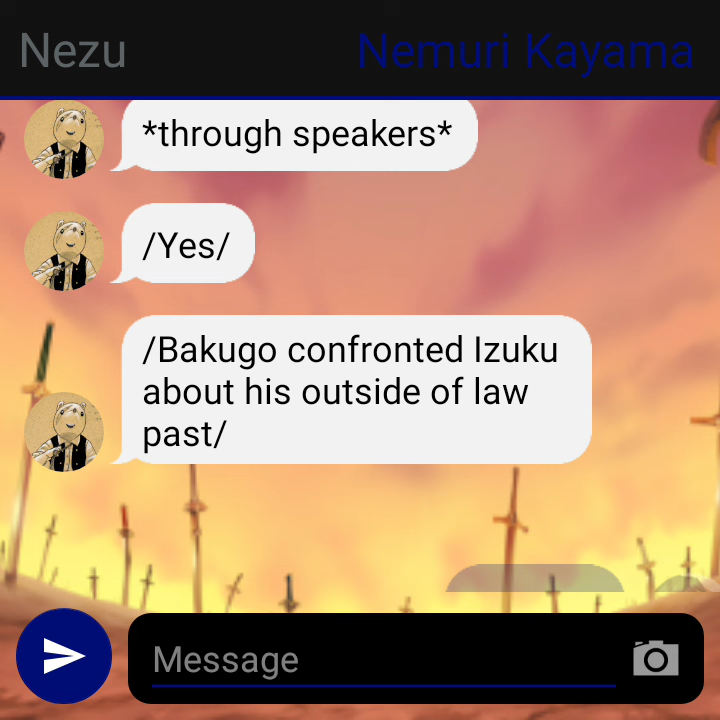 Nezu Nemuri Kayama
*through speakers*
/Yes/
/Bakugo confronted Izuku
about his outside of law
past/
Message